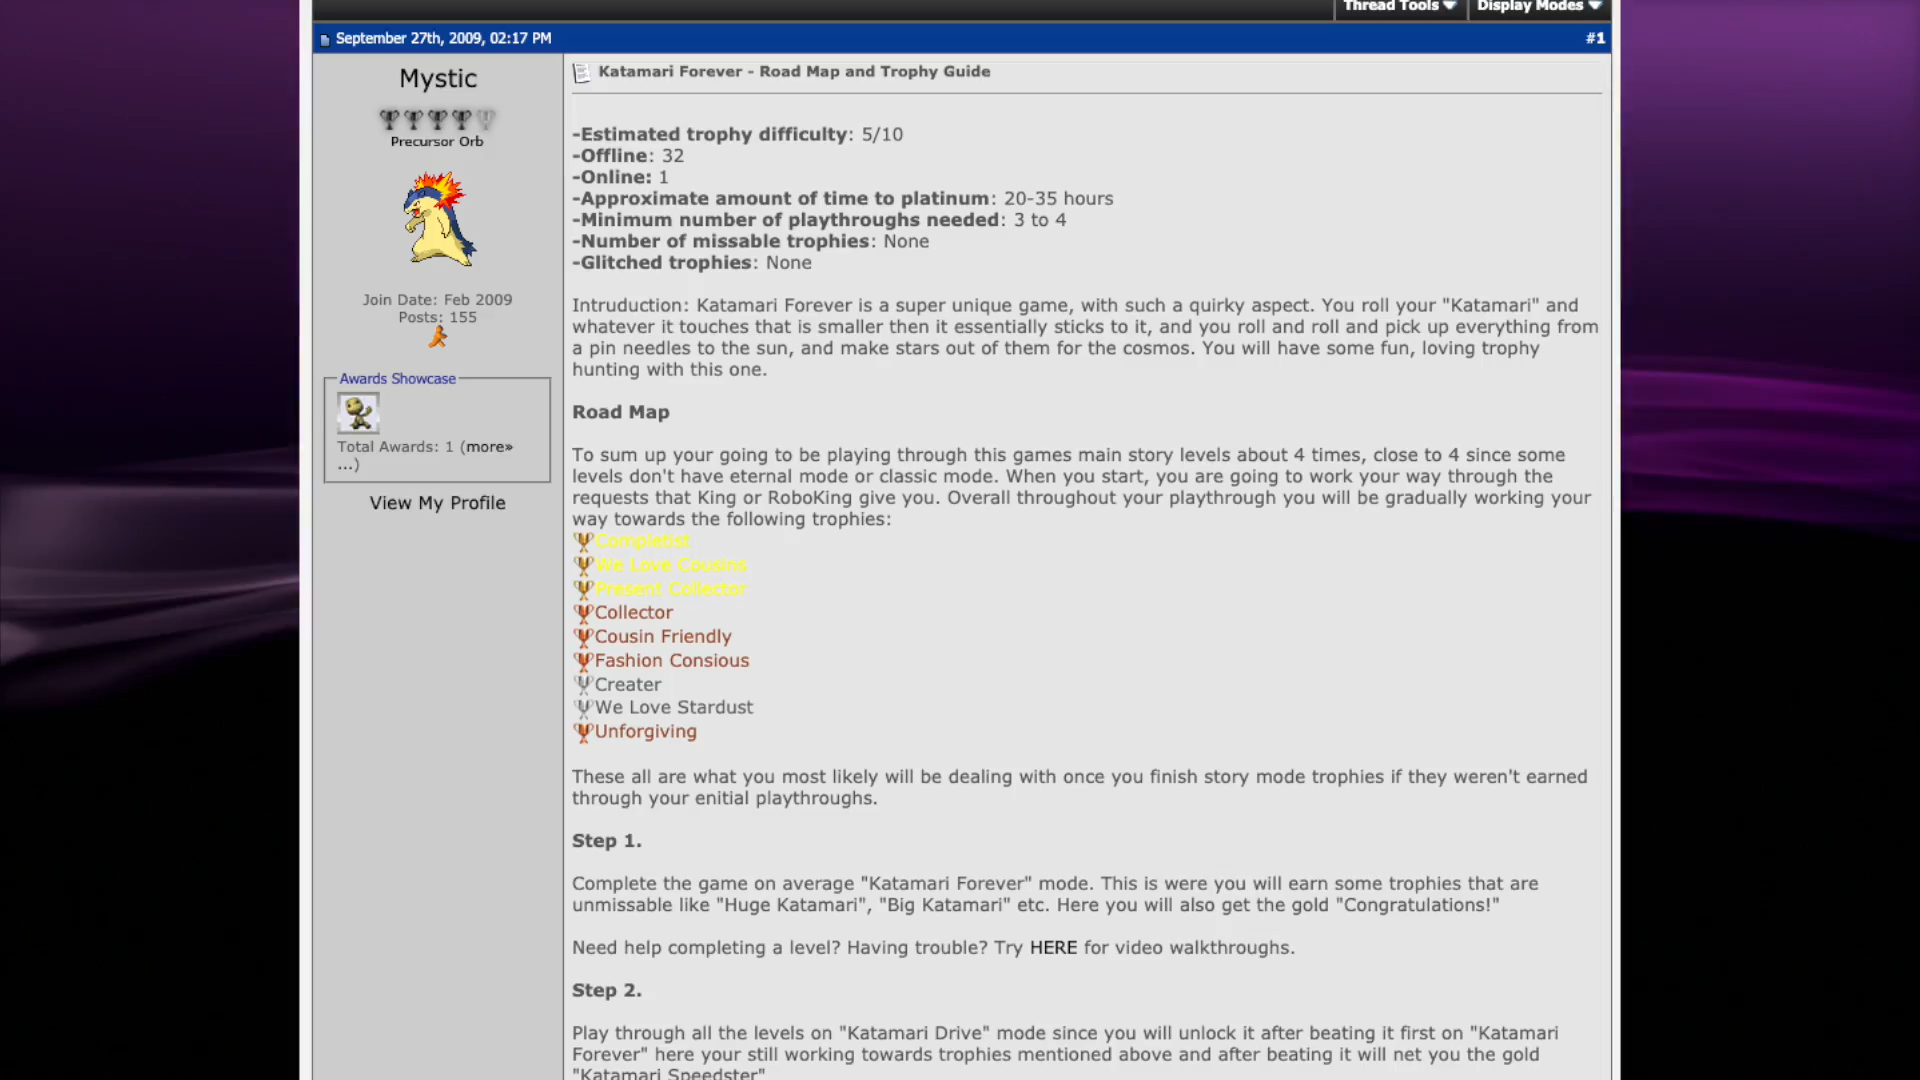 Thread Tools
Display Modes
September 27th, 2009, 02:17 PM
#1
Mystic
Precursor Orb
Join Date: Feb 2009
Posts: 155
Awards Showcase
Total Awards: 1 (more»
...)
View My Profile
Katamari Forever - Road Map and Trophy Guide
-Estimated trophy difficulty: 5/10
-Offline: 32
-Online: 1
-Approximate amount of time to platinum: 20-35 hours
-Minimum number of playthroughs needed: 3 to 4
-Number of missable trophies: None
-Glitched trophies: None
Intruduction: Katamari Forever is a super unique game, with such a quirky aspect. You roll your "Katamari" and
whatever it touches that is smaller then it essentially sticks to it, and you roll and roll and pick up everything from
a pin needles to the sun, and make stars out of them for the cosmos. You will have some fun, loving trophy
hunting with this one.
Road Map
To sum up your going to be playing through this games main story levels about 4 times, close to 4 since some
levels don't have eternal mode or classic mode. When you start, you are going to work your way through the
requests that King or RoboKing give you. Overall throughout your playthrough you will be gradually working your
way towards the following trophies:
Completist
We Love Cousins
Present Collector
Collector
Cousin Friendly
Fashion Consious
Creater
We Love Stardust
Unforgiving
These all are what you most likely will be dealing with once you finish story mode trophies if they weren't earned
through your enitial playthroughs.
Step 1.
Complete the game on average "Katamari Forever" mode. This is were you will earn some trophies that are
unmissable like "Huge Katamari", "Big Katamari" etc. Here you will also get the gold "Congratulations!"
Need help completing a level? Having trouble? Try HERE for video walkthroughs.
Step 2.
Play through all the levels on "Katamari Drive" mode since you will unlock it after beating it first on "Katamari
Forever" here your still working towards trophies mentioned above and after beating it will net you the gold
"Katamari Speedster"